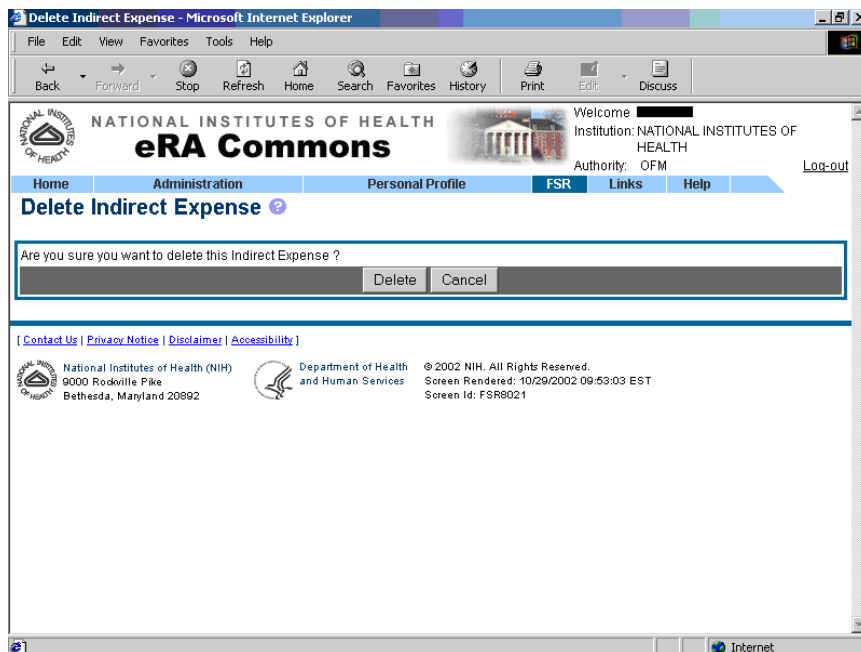 Delete Indirect Expense - Microsoft Internet Explorer
File Edit View Favorites Tools Help
Back Forward Stop Refresh Home Search Favorites History Print Edit Discuss
NATIONAL INSTITUTES OF HEALTH
eRA Commons
Welcome
Institution: NATIONAL INSTITUTES OF
HEALTH
Authority: OFM
Log-out
Home Administration Personal Profile FSR Links Help
Delete Indirect Expense ?
Are you sure you want to delete this Indirect Expense ?
Delete Cancel
[ Contact Us | Privacy Notice | Disclaimer | Accessibility ]
National Institutes of Health (NIH)
9000 Rockville Pike
Bethesda, Maryland 20892
Department of Health
and Human Services
© 2002 NIH. All Rights Reserved.
Screen Rendered: 10/29/2002 09:53:03 EST
Screen Id: FSR8021
Internet